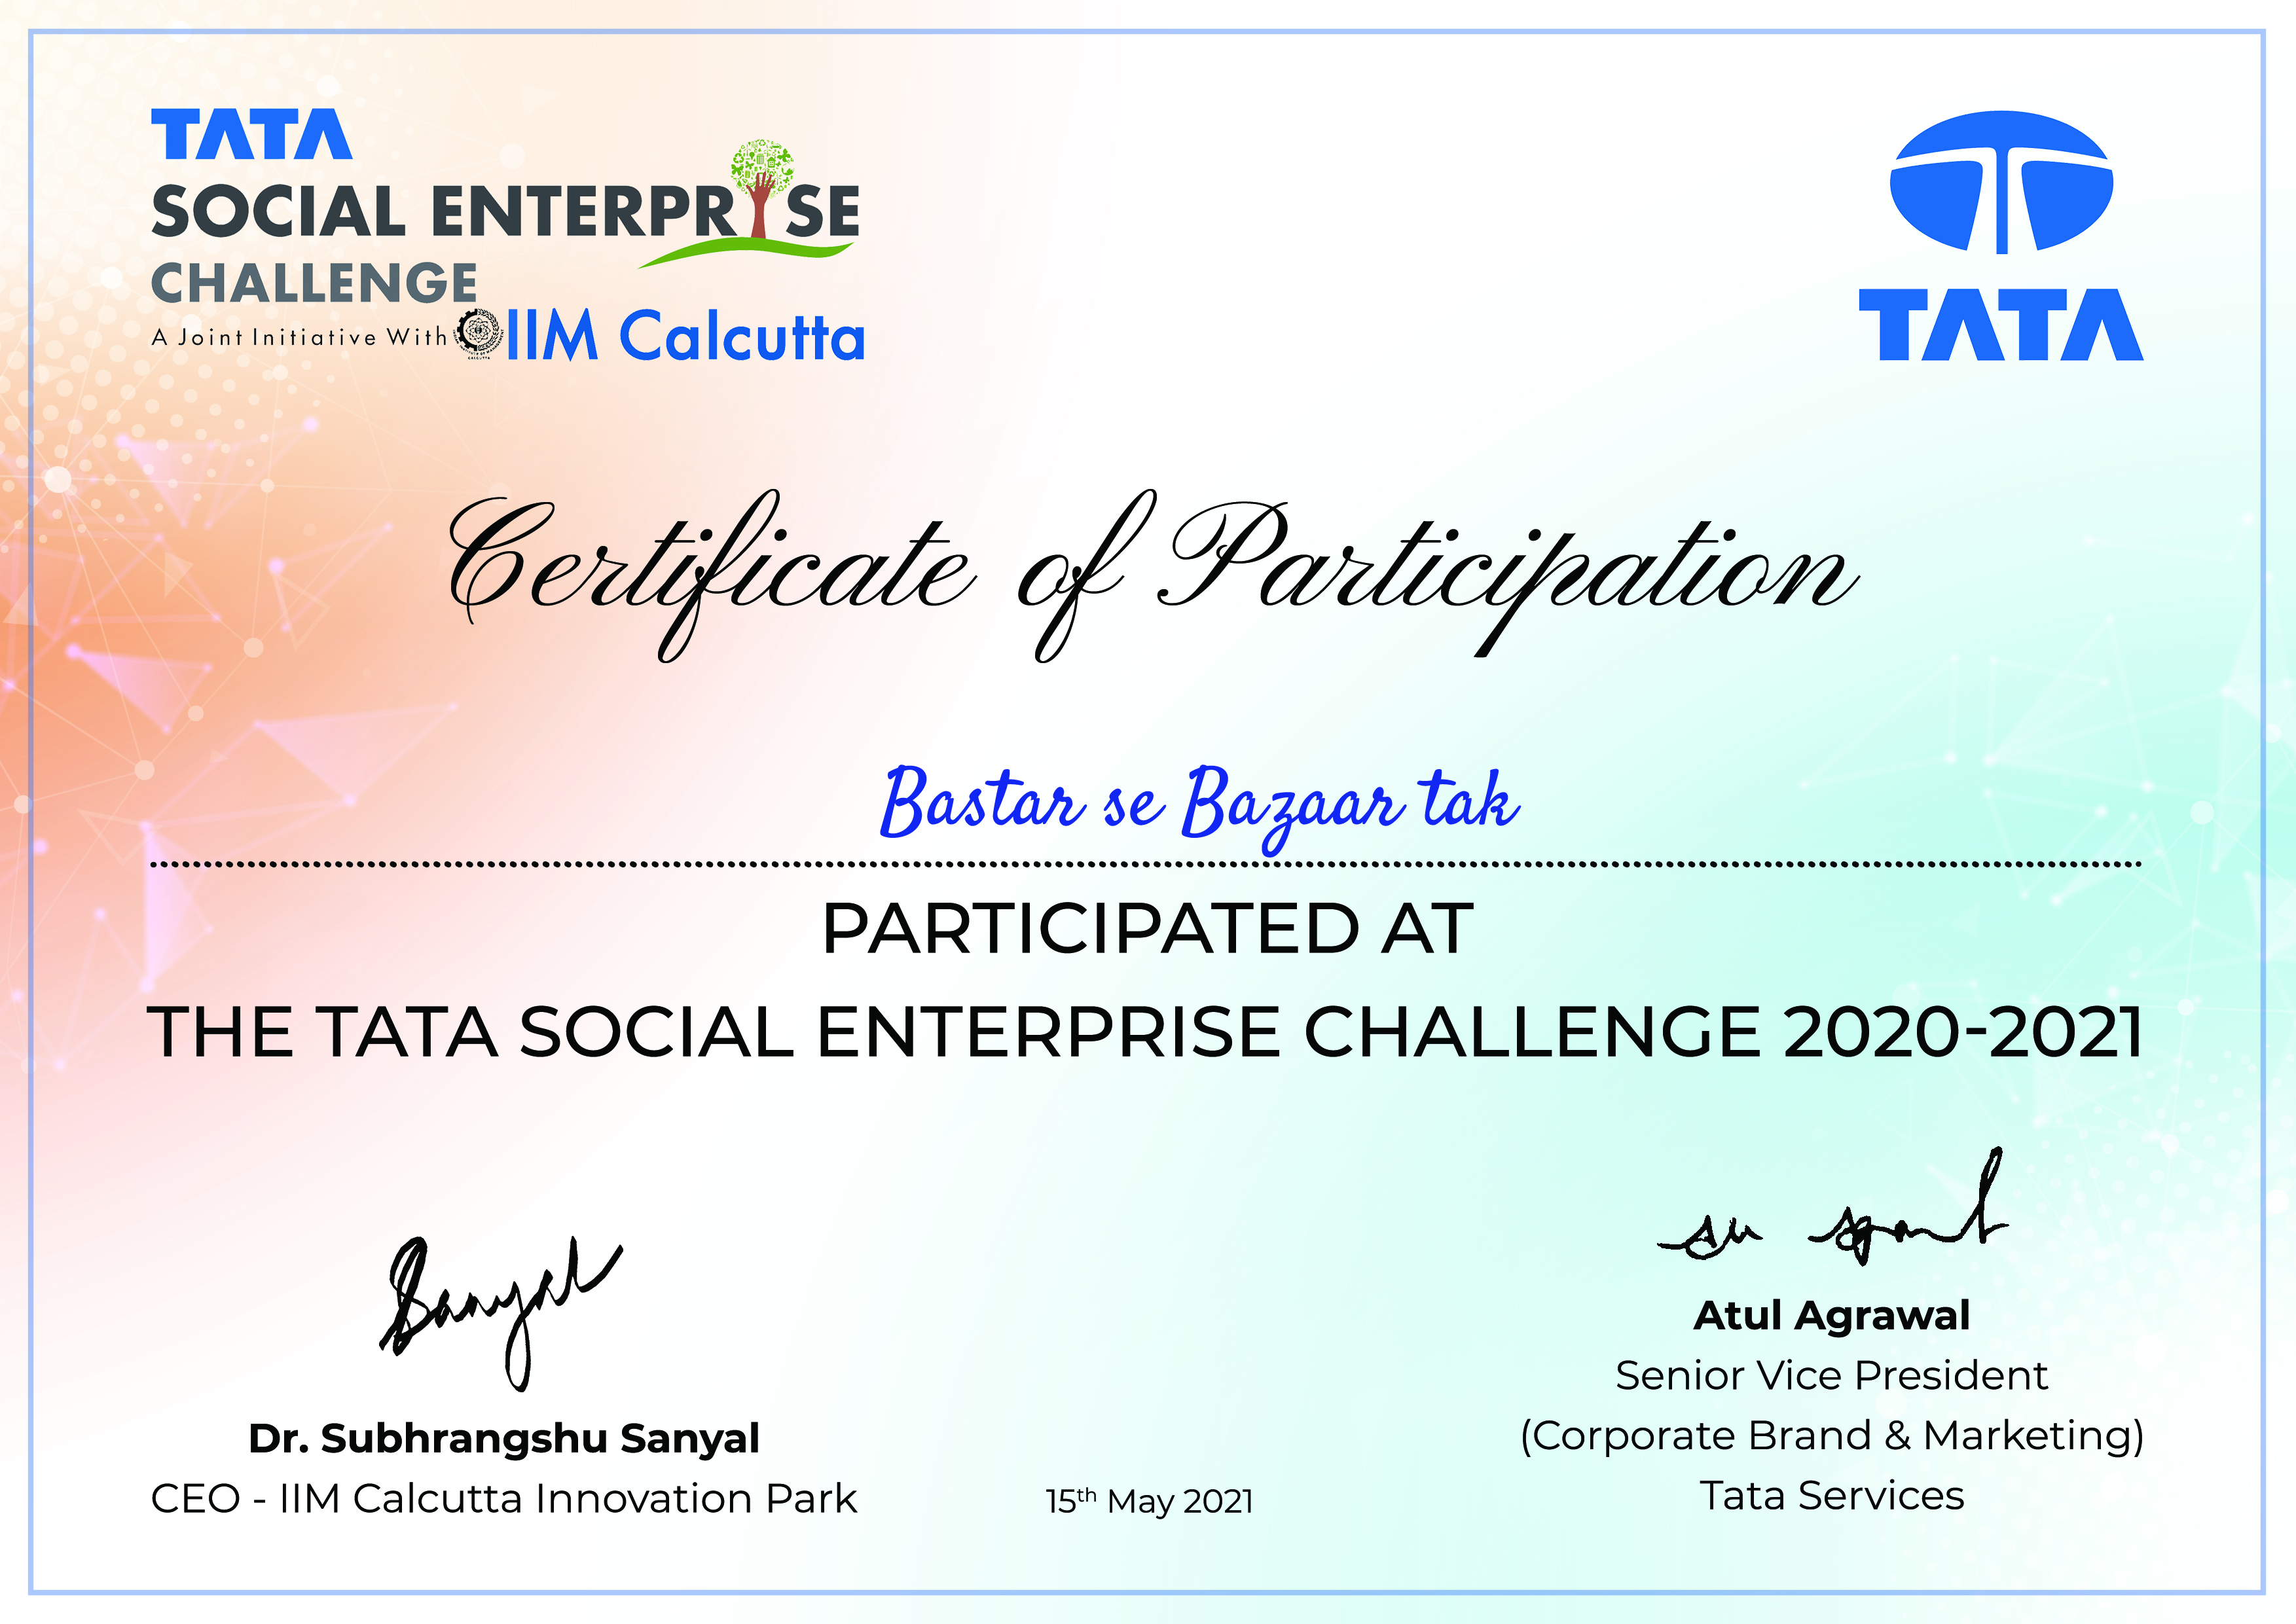 TATA
SOCIAL ENTERPRISE
CHALLENGE
A Joint Initiative With IIM Calcutta
TATA
Certificate of Participation
Bastar se Bazaar tak
PARTICIPATED AT
THE TATA SOCIAL ENTERPRISE CHALLENGE 2020-2021
Sanyal
Dr. Subhrangshu Sanyal
CEO - IIM Calcutta Innovation Park
15th May 2021
Atul Agrawal
Senior Vice President
(Corporate Brand & Marketing)
Tata Services